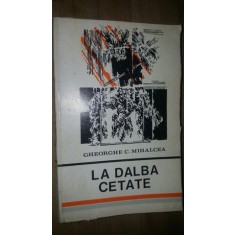 GHEORGHE C. MIHALCEA
LA DALBA
CETATE